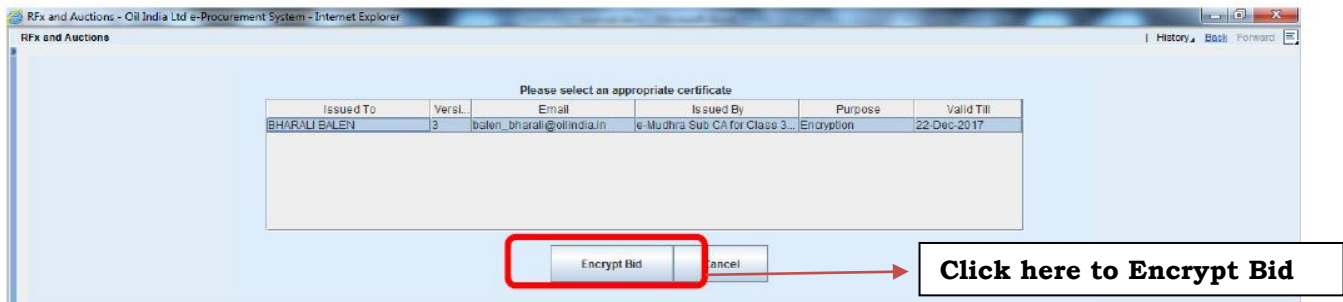 RFx and Auctions - Oil India Ltd e-Procurement System - Internet Explorer
RFx and Auctions
History Back Forward
Please select an appropriate certificate
Issued To Versi... Email Issued By Purpose Valid Till
BHARALI BALEN 3 balen_bharali@oilindia.in e-Mudhra Sub CA for Class 3... Encryption 22-Dec-2017
Encrypt Bid Cancel
Click here to Encrypt Bid